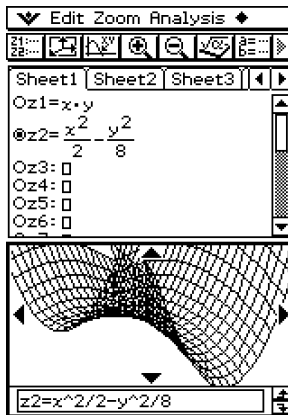 Edit Zoom Analysis
Sheet1 Sheet2 Sheet3
z1=x·y
z2=x²/2-y²/8
z3:
z4:
z5:
z6:
z2=x^2/2-y^2/8